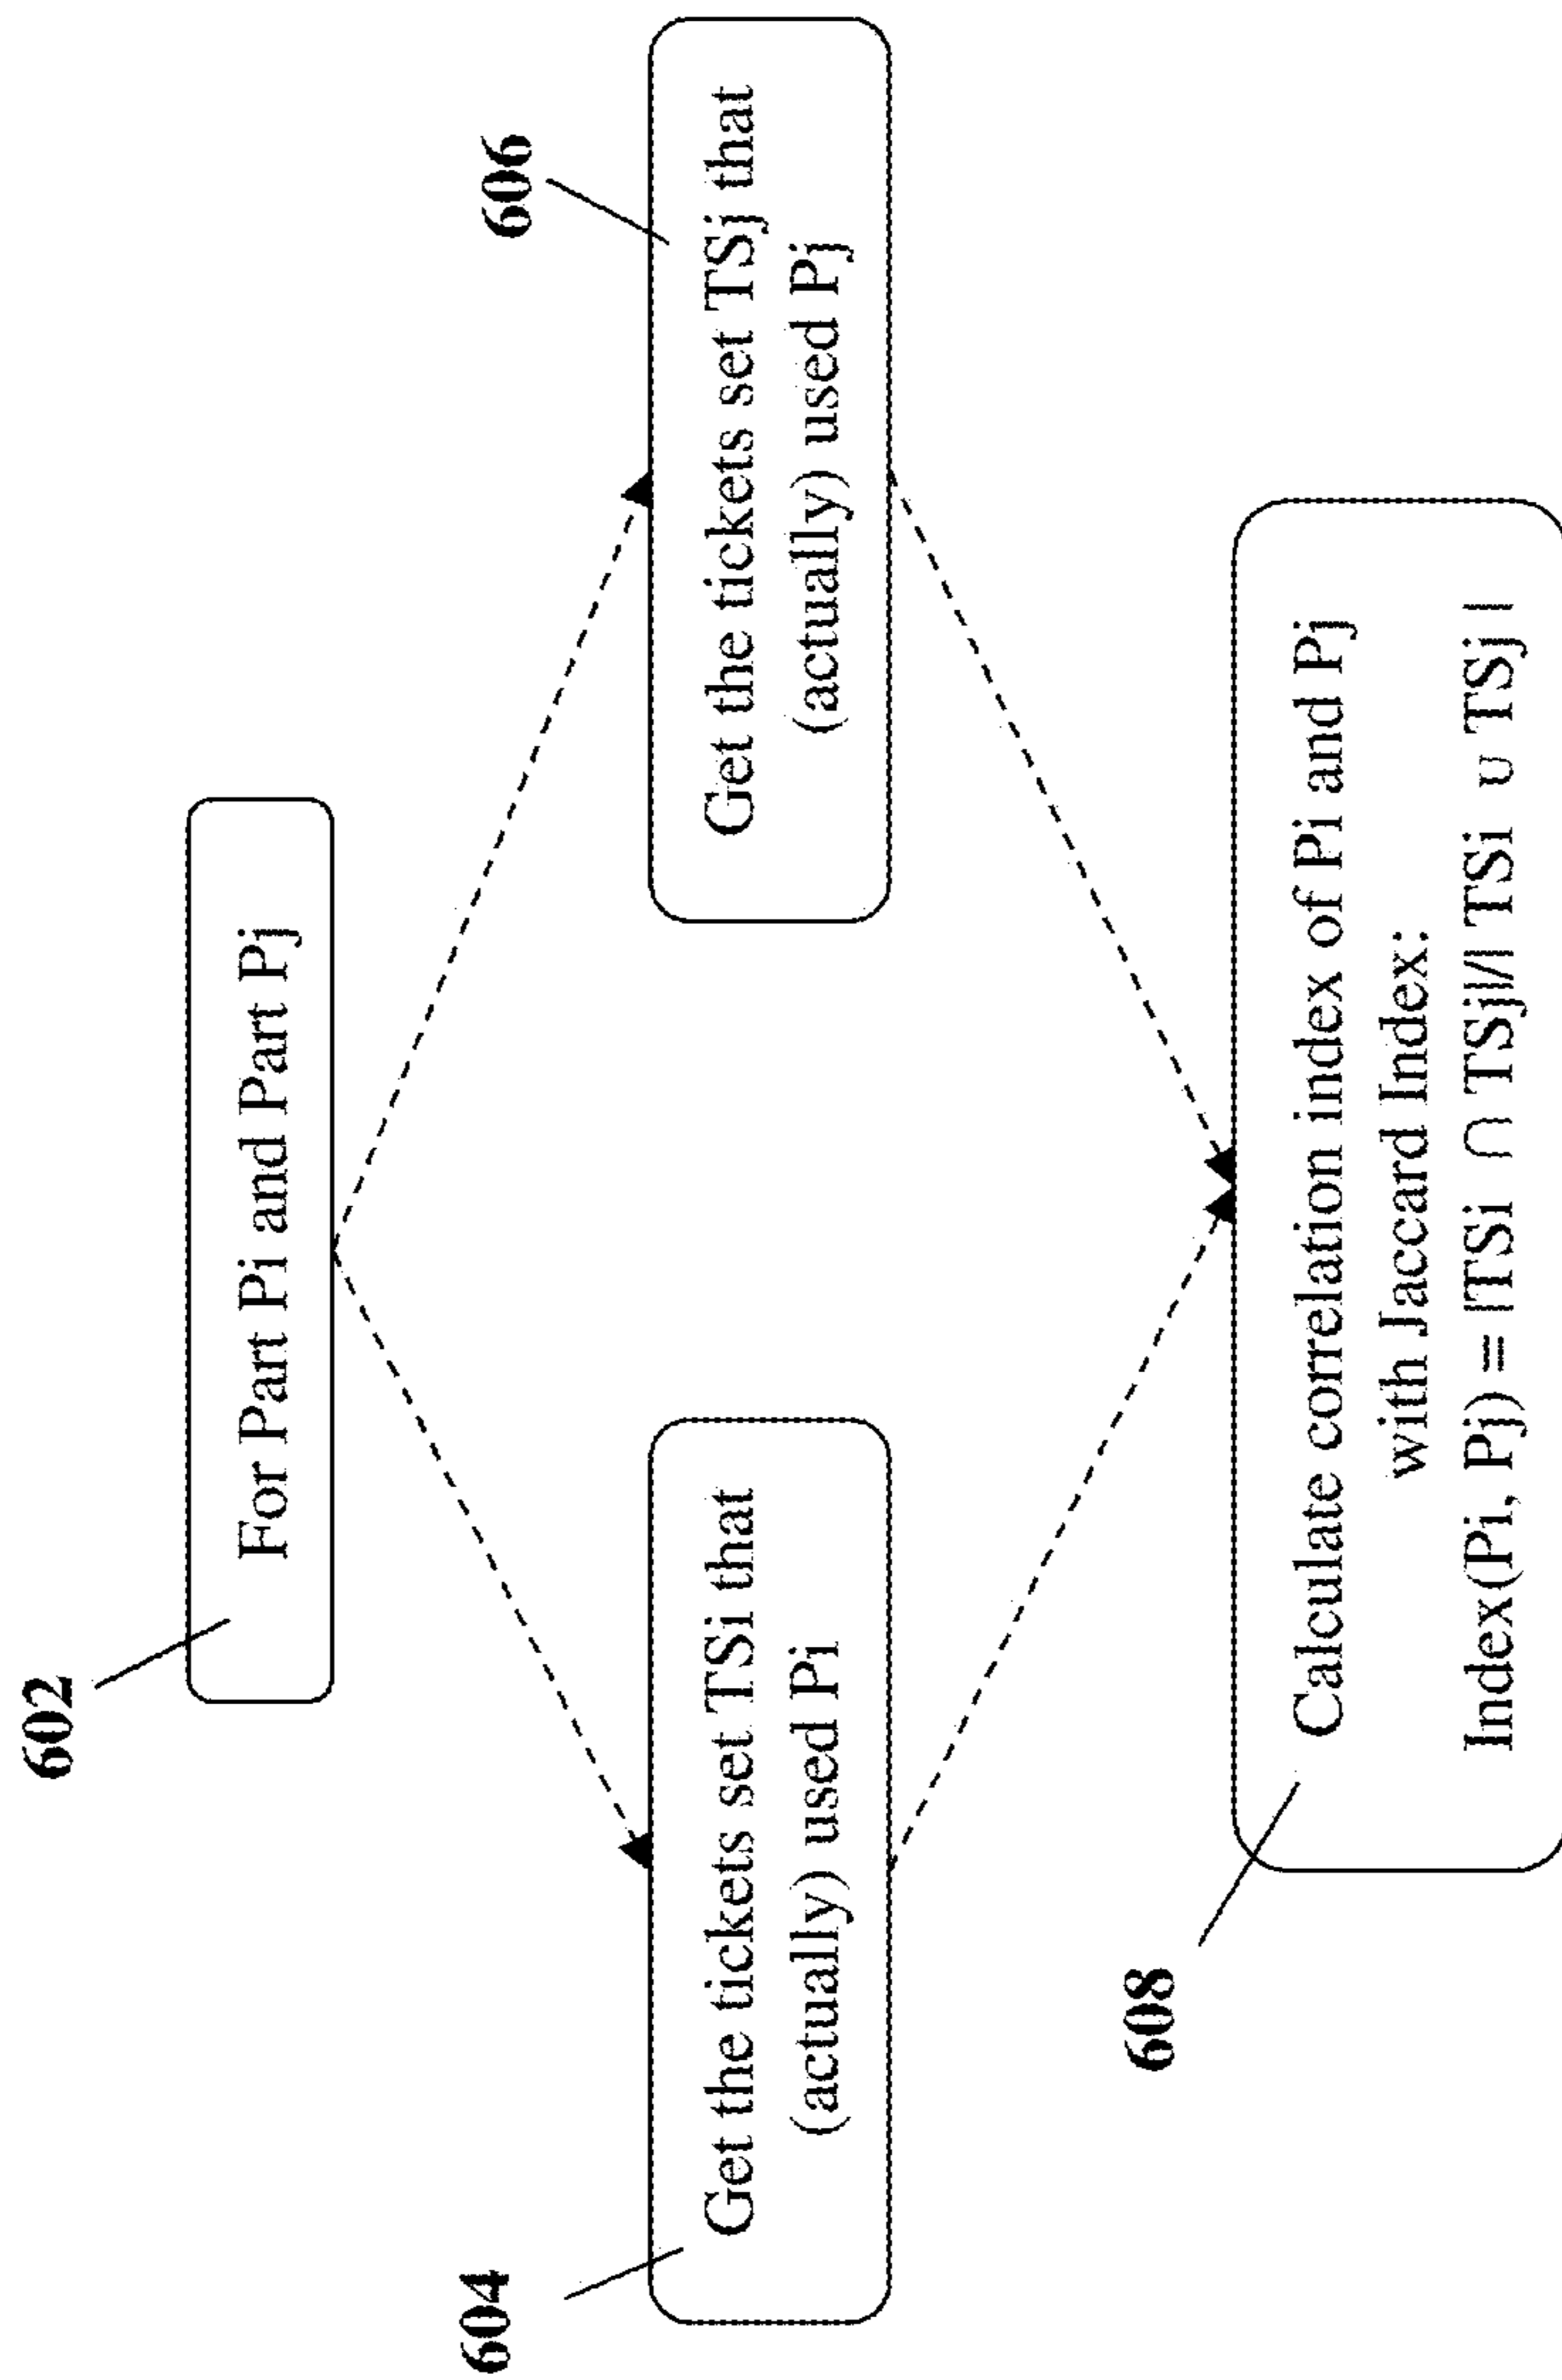 602
For Part Pi and Part Pj
604
Get the tickets set TSi that
(actually) used Pi
606
Get the tickets set TSj that
(actually) used Pj
608
Calculate correlation index of Pi and Pj
with Jaccard Index:
Index(Pi, Pj) = |TSi ∩ TSj|/| TSi ∪ TSj |